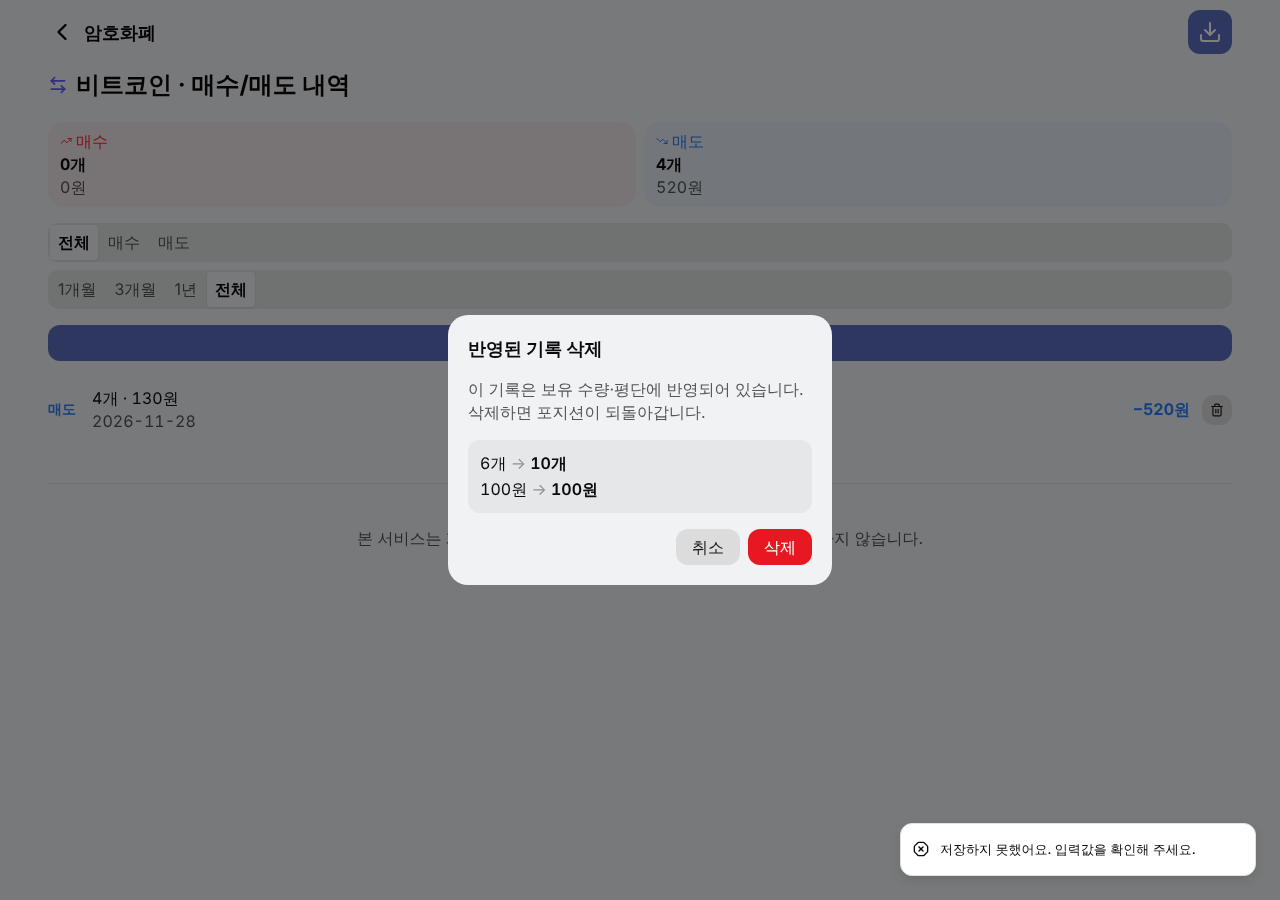 암호화폐
비트코인 · 매수/매도 내역
매수
0개
0원
매도
4개
520원
전체 매수 매도
1개월 3개월 1년 전체
반영된 기록 삭제
이 기록은 보유 수량·평단에 반영되어 있습니다.
삭제하면 포지션이 되돌아갑니다.
6개 → 10개
100원 → 100원
취소 삭제
매도
4개 · 130원
2026-11-28
−520원
본 서비스는
않습니다.
저장하지 못했어요. 입력값을 확인해 주세요.